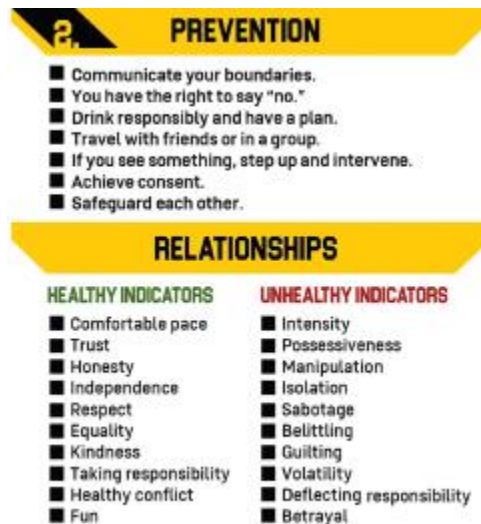 2. PREVENTION
Communicate your boundaries.
You have the right to say “no.”
Drink responsibly and have a plan.
Travel with friends or in a group.
If you see something, step up and intervene.
Achieve consent.
Safeguard each other.
RELATIONSHIPS
HEALTHY INDICATORS
Comfortable pace
Trust
Honesty
Independence
Respect
Equality
Kindness
Taking responsibility
Healthy conflict
Fun
UNHEALTHY INDICATORS
Intensity
Possessiveness
Manipulation
Isolation
Sabotage
Belittling
Guilting
Volatility
Deflecting responsibility
Betrayal